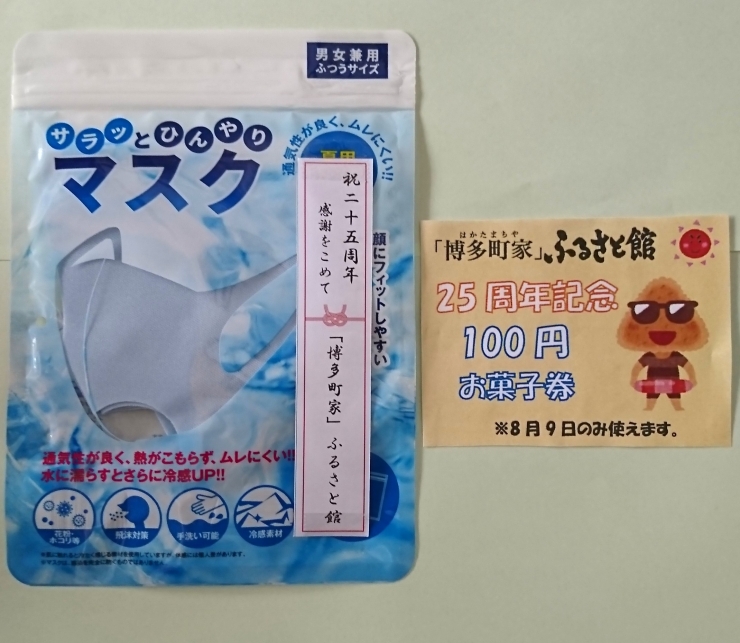 男女兼用
ふつうサイズ
サラッとひんやり
マスク
通気性が良く、ムレにくい!!
顔にフィットしやすい
祝二十五周年
感謝をこめて
「博多町家」ふるさと館
通気性が良く、熱がこもらず、ムレにくい!!
水に濡らすとさらに冷感UP!!
花粉・
ホコリ等
飛沫対策
手洗い可能
冷感素材
はかたまちや
「博多町家」ふるさと館
25周年記念
100円
お菓子券
※8月9日のみ使えます。